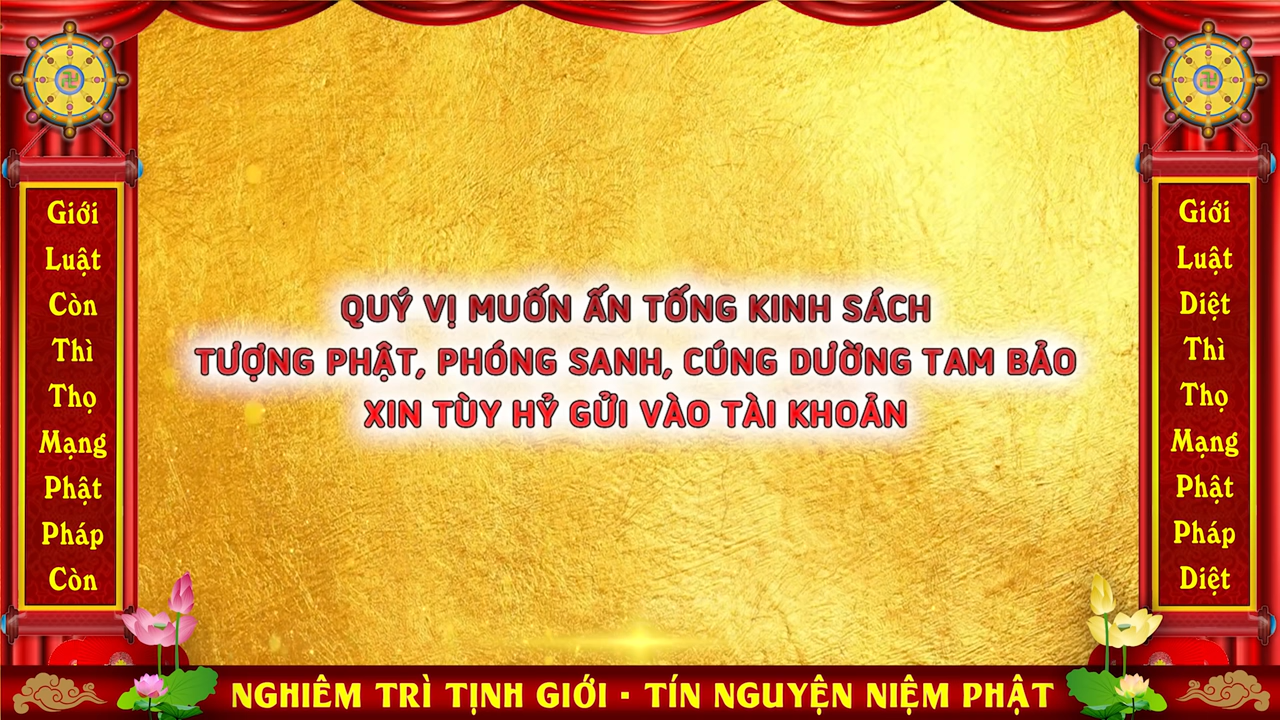 Giới
Luật
Còn
Thì
Thọ
Mạng
Phật
Pháp
Còn
QUÝ VỊ MUỐN ẤN TỐNG KINH SÁCH
TƯỢNG PHẬT, PHÓNG SANH, CÚNG DƯỜNG TAM BẢO
XIN TÙY HỶ GỬI VÀO TÀI KHOẢN
Giới
Luật
Diệt
Thì
Thọ
Mạng
Phật
Pháp
Diệt
NGHIÊM TRÌ TỊNH GIỚI - TÍN NGUYỆN NIỆM PHẬT